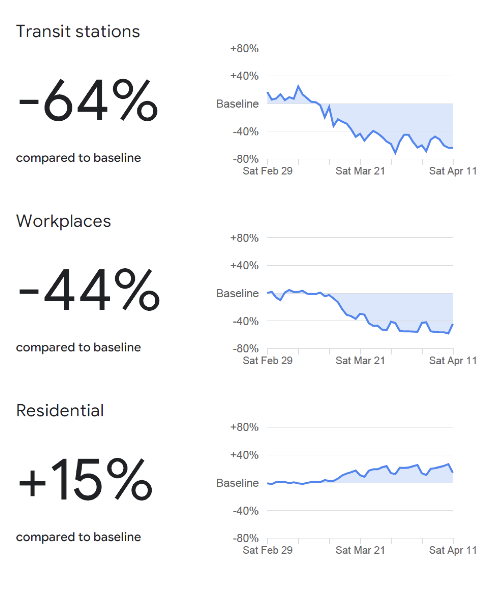 Transit stations
-64%
compared to baseline
+80%
+40%
Baseline
-40%
-80%
Sat Feb 29 Sat Mar 21 Sat Apr 11
Workplaces
-44%
compared to baseline
+80%
+40%
Baseline
-40%
-80%
Sat Feb 29 Sat Mar 21 Sat Apr 11
Residential
+15%
compared to baseline
+80%
+40%
Baseline
-40%
-80%
Sat Feb 29 Sat Mar 21 Sat Apr 11